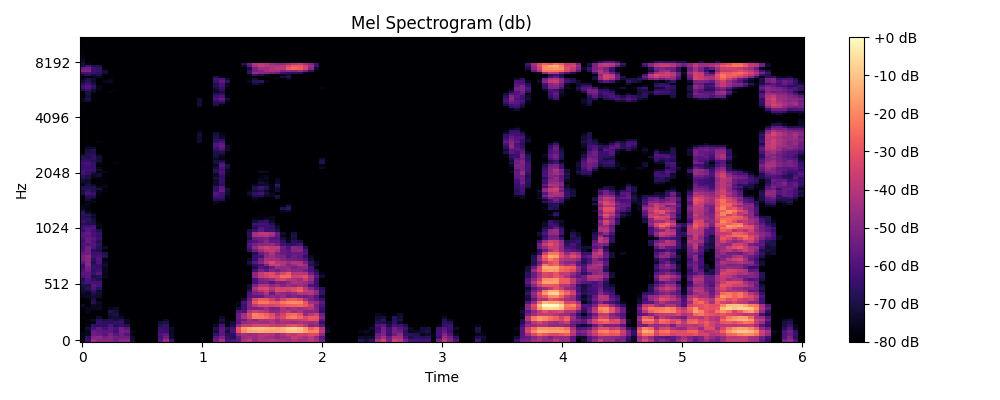 Mel Spectrogram (db)
Hz
8192
4096
2048
1024
512
0
0 1 2 3 4 5 6
Time
+0 dB
-10 dB
-20 dB
-30 dB
-40 dB
-50 dB
-60 dB
-70 dB
-80 dB